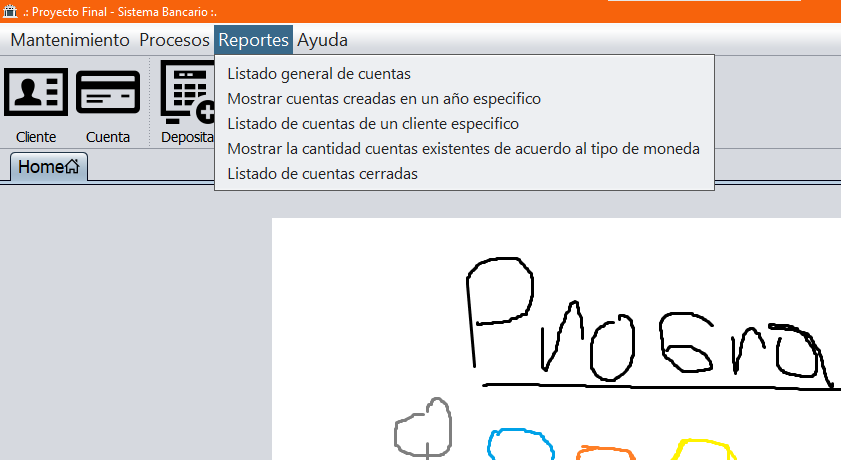 .: Proyecto Final - Sistema Bancario :.
Mantenimiento Procesos Reportes Ayuda
Listado general de cuentas
Mostrar cuentas creadas en un año especifico
Listado de cuentas de un cliente especifico
Mostrar la cantidad cuentas existentes de acuerdo al tipo de moneda
Listado de cuentas cerradas
Cliente Cuenta Deposita
Home
Progra